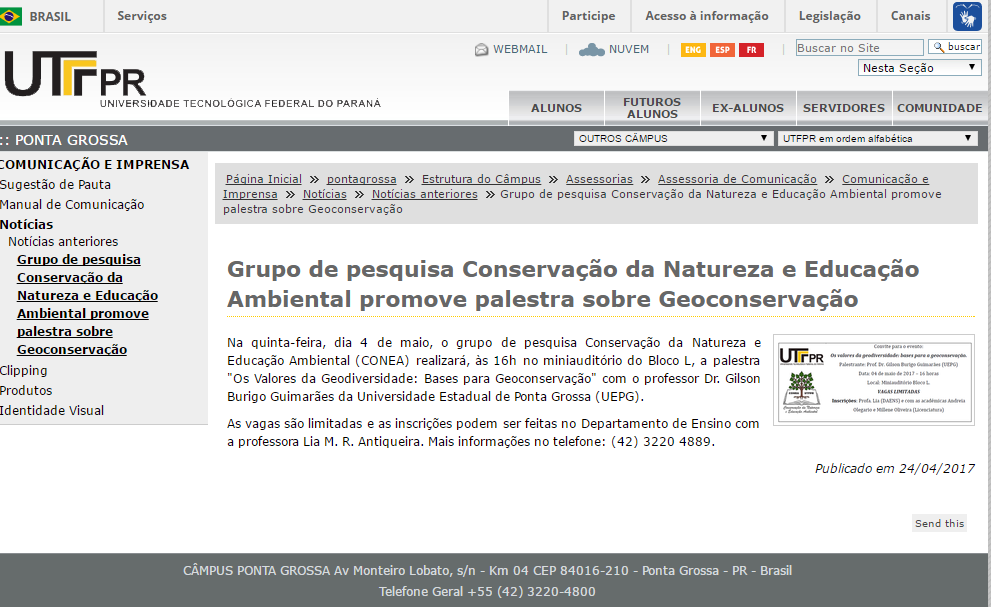 BRASIL
Serviços
Participe
Acesso à informação
Legislação
Canais
WEBMAIL
NUVEM
ENG
ESP
FR
Buscar no Site
buscar
Nesta Seção
UTFPR
UNIVERSIDADE TECNOLÓGICA FEDERAL DO PARANÁ
ALUNOS
FUTUROS
ALUNOS
EX-ALUNOS
SERVIDORES
COMUNIDADE
:: PONTA GROSSA
OUTROS CÂMPUS
UTFPR em ordem alfabética
COMUNICAÇÃO E IMPRENSA
Sugestão de Pauta
Manual de Comunicação
Notícias
Notícias anteriores
Grupo de pesquisa
Conservação da
Natureza e Educação
Ambiental promove
palestra sobre
Geoconservação
Clipping
Produtos
Identidade Visual
Página Inicial » pontagrossa » Estrutura do Câmpus » Assessorias » Assessoria de Comunicação » Comunicação e
Imprensa » Notícias » Notícias anteriores » Grupo de pesquisa Conservação da Natureza e Educação Ambiental promove
palestra sobre Geoconservação
Grupo de pesquisa Conservação da Natureza e Educação
Ambiental promove palestra sobre Geoconservação
Na quinta-feira, dia 4 de maio, o grupo de pesquisa Conservação da Natureza e
Educação Ambiental (CONEA) realizará, às 16h no miniauditório do Bloco L, a palestra
"Os Valores da Geodiversidade: Bases para Geoconservação" com o professor Dr. Gilson
Burigo Guimarães da Universidade Estadual de Ponta Grossa (UEPG).
As vagas são limitadas e as inscrições podem ser feitas no Departamento de Ensino com
a professora Lia M. R. Antiqueira. Mais informações no telefone: (42) 3220 4889.
UTFPR
Convite para o evento:
Os valores da geodiversidade: bases para a geoconservação.
Palestrante: Prof. Dr. Gilson Burigo Guimarães (UEPG)
Data: 04 de maio de 2017 – 16 horas
Local: Miniauditório Bloco L.
VAGAS LIMITADAS
Inscrições: Profa. Lia (DAENS) e com as acadêmicas Andreia
Olegario e Millene Oliveira (Licenciatura)
Publicado em 24/04/2017
Send this
CÂMPUS PONTA GROSSA Av Monteiro Lobato, s/n - Km 04 CEP 84016-210 - Ponta Grossa - PR - Brasil
Telefone Geral +55 (42) 3220-4800